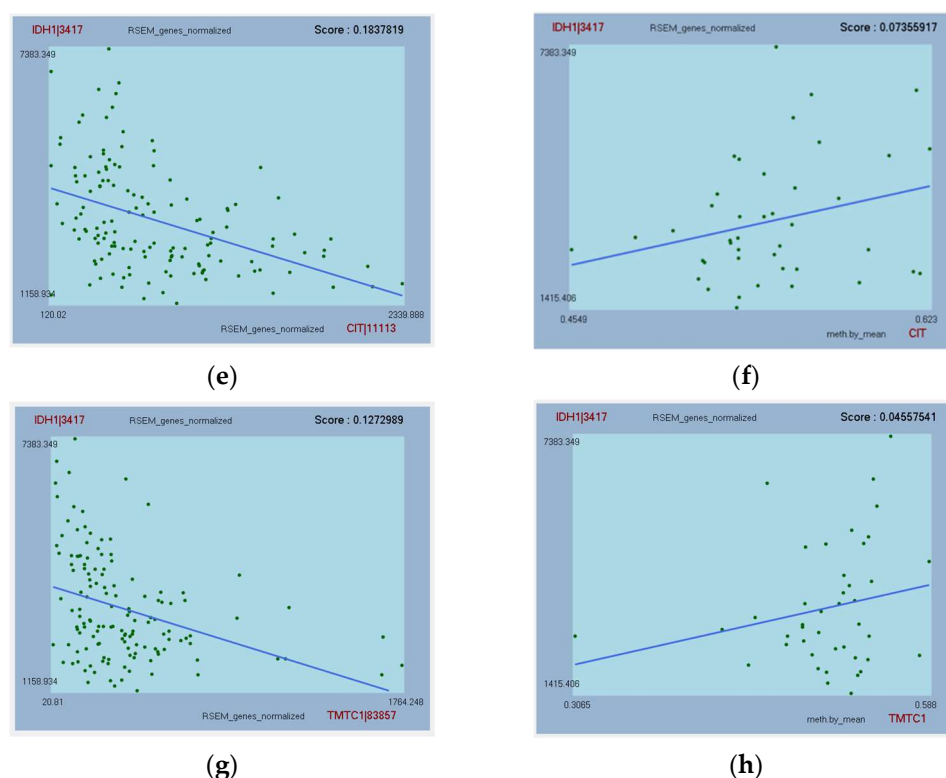 IDH1|3417 RSEM_genes_normalized Score : 0.1837819
7383.349
1158.934
120.02 2339.888
RSEM_genes_normalized CIT|11113
(e)
IDH1|3417 RSEM_genes_normalized Score : 0.07355917
7383.349
1415.406
0.4549 0.623
meth.by_mean CIT
(f)
IDH1|3417 RSEM_genes_normalized Score : 0.1272989
7383.349
1158.934
20.81 1764.248
RSEM_genes_normalized TMTC1|83857
(g)
IDH1|3417 RSEM_genes_normalized Score : 0.04557541
7383.349
1415.406
0.3065 0.588
meth.by_mean TMTC1
(h)